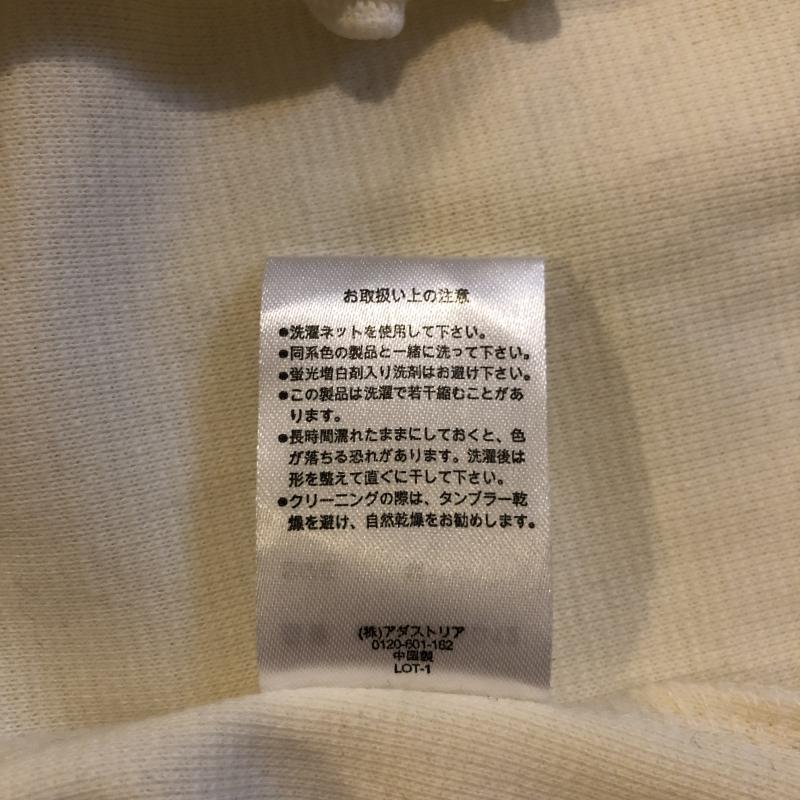 お取扱い上の注意
●洗濯ネットを使用して下さい。
●同系色の製品と一緒に洗って下さい。
●蛍光増白剤入り洗剤はお避け下さい。
●この製品は洗濯で若干縮むことがあ
ります。
●長時間濡れたままにしておくと、色
が落ちる恐れがあります。洗濯後は
形を整えて直ぐに干して下さい。
●クリーニングの際は、タンブラー乾
燥を避け、自然乾燥をお勧めします。
(株)アダストリア
0120-601-162
中国製
LOT-1